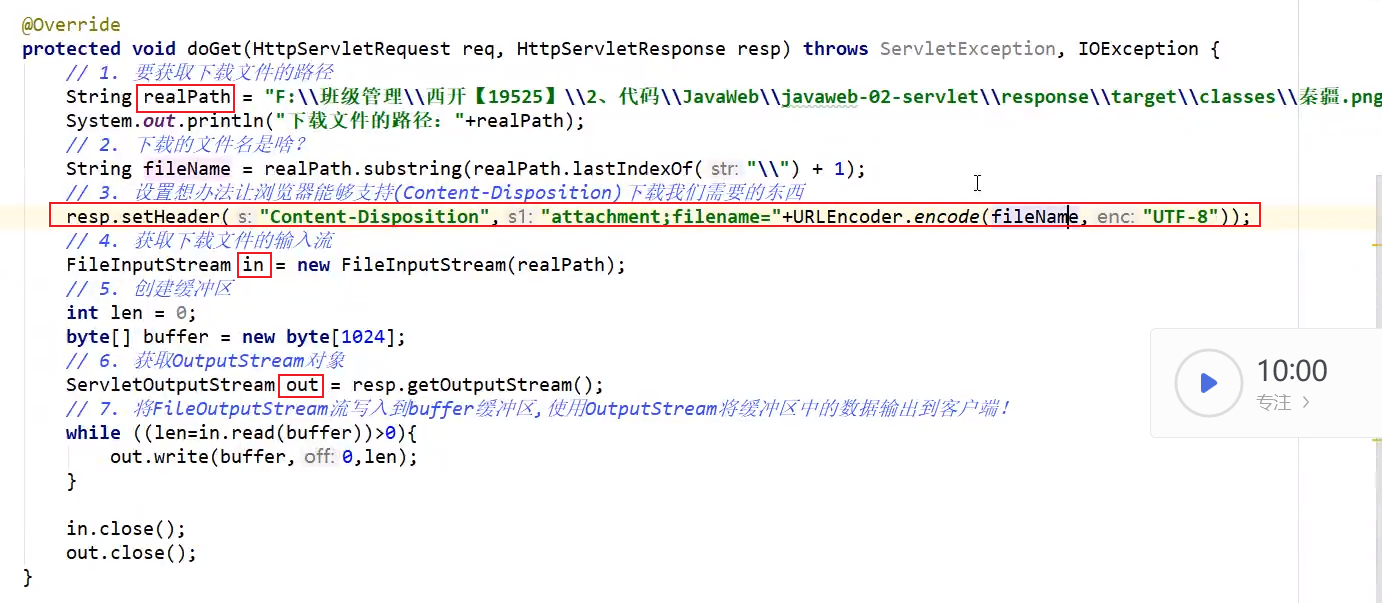 @Override
protected void doGet(HttpServletRequest req, HttpServletResponse resp) throws ServletException, IOException {
// 1. 要获取下载文件的路径
String realPath = "F:\\班级管理\\西开【19525】\\2、代码\\JavaWeb\\javaweb-02-servlet\\response\\target\\classes\\秦疆.png
System.out.println("下载文件的路径："+realPath);
// 2. 下载的文件名是啥？
String fileName = realPath.substring(realPath.lastIndexOf( str: "\\") + 1);
// 3. 设置想办法让浏览器能够支持(Content-Disposition)下载我们需要的东西
resp.setHeader( s: "Content-Disposition", s1: "attachment;filename="+URLEncoder.encode(fileName, enc: "UTF-8"));
// 4. 获取下载文件的输入流
FileInputStream in = new FileInputStream(realPath);
// 5. 创建缓冲区
int len = 0;
byte[] buffer = new byte[1024];
// 6. 获取OutputStream对象
ServletOutputStream out = resp.getOutputStream();
// 7. 将FileOutputStream流写入到buffer缓冲区,使用OutputStream将缓冲区中的数据输出到客户端！
while ((len=in.read(buffer))>0){
out.write(buffer, off: 0,len);
}
in.close();
out.close();
}
10:00
专注 >